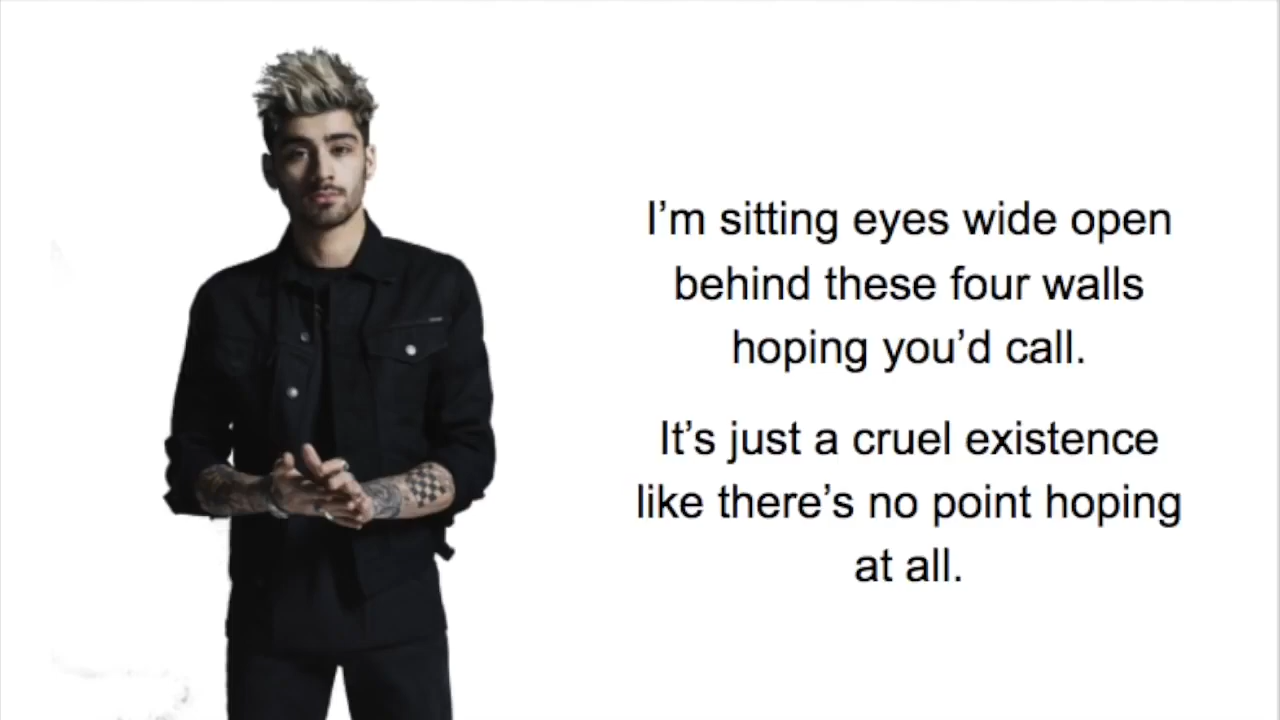 I’m sitting eyes wide open
behind these four walls
hoping you’d call.
It’s just a cruel existence
like there’s no point hoping
at all.